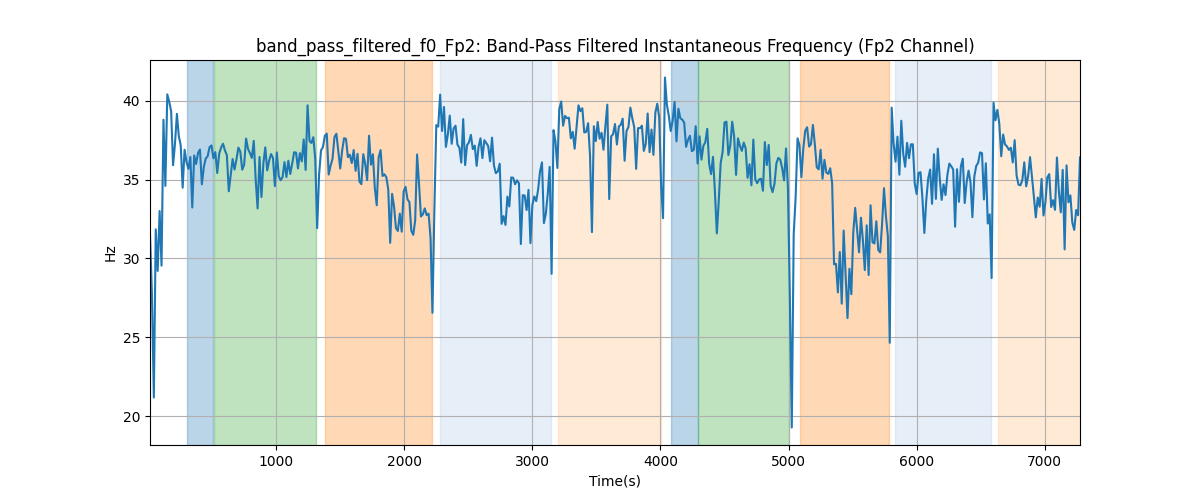 band_pass_filtered_f0_Fp2: Band-Pass Filtered Instantaneous Frequency (Fp2 Channel)
40
35
30
25
20
Hz
1000 2000 3000 4000 5000 6000 7000
Time(s)